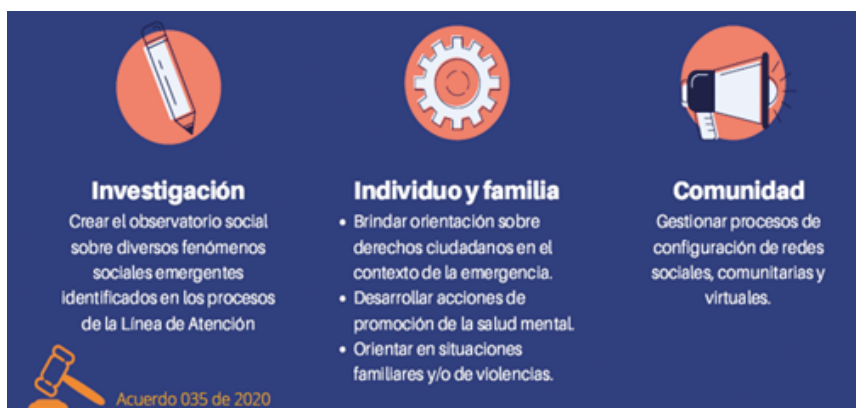 Investigación
Crear el observatorio social
sobre diversos fenómenos
sociales emergentes
identificados en los procesos
de la Línea de Atención
Individuo y familia
• Brindar orientación sobre
derechos ciudadanos en el
contexto de la emergencia.
• Desarrollar acciones de
promoción de la salud mental.
• Orientar en situaciones
familiares y/o de violencias.
Comunidad
Gestionar procesos de
configuración de redes
sociales, comunitarias y
virtuales.
Acuerdo 035 de 2020